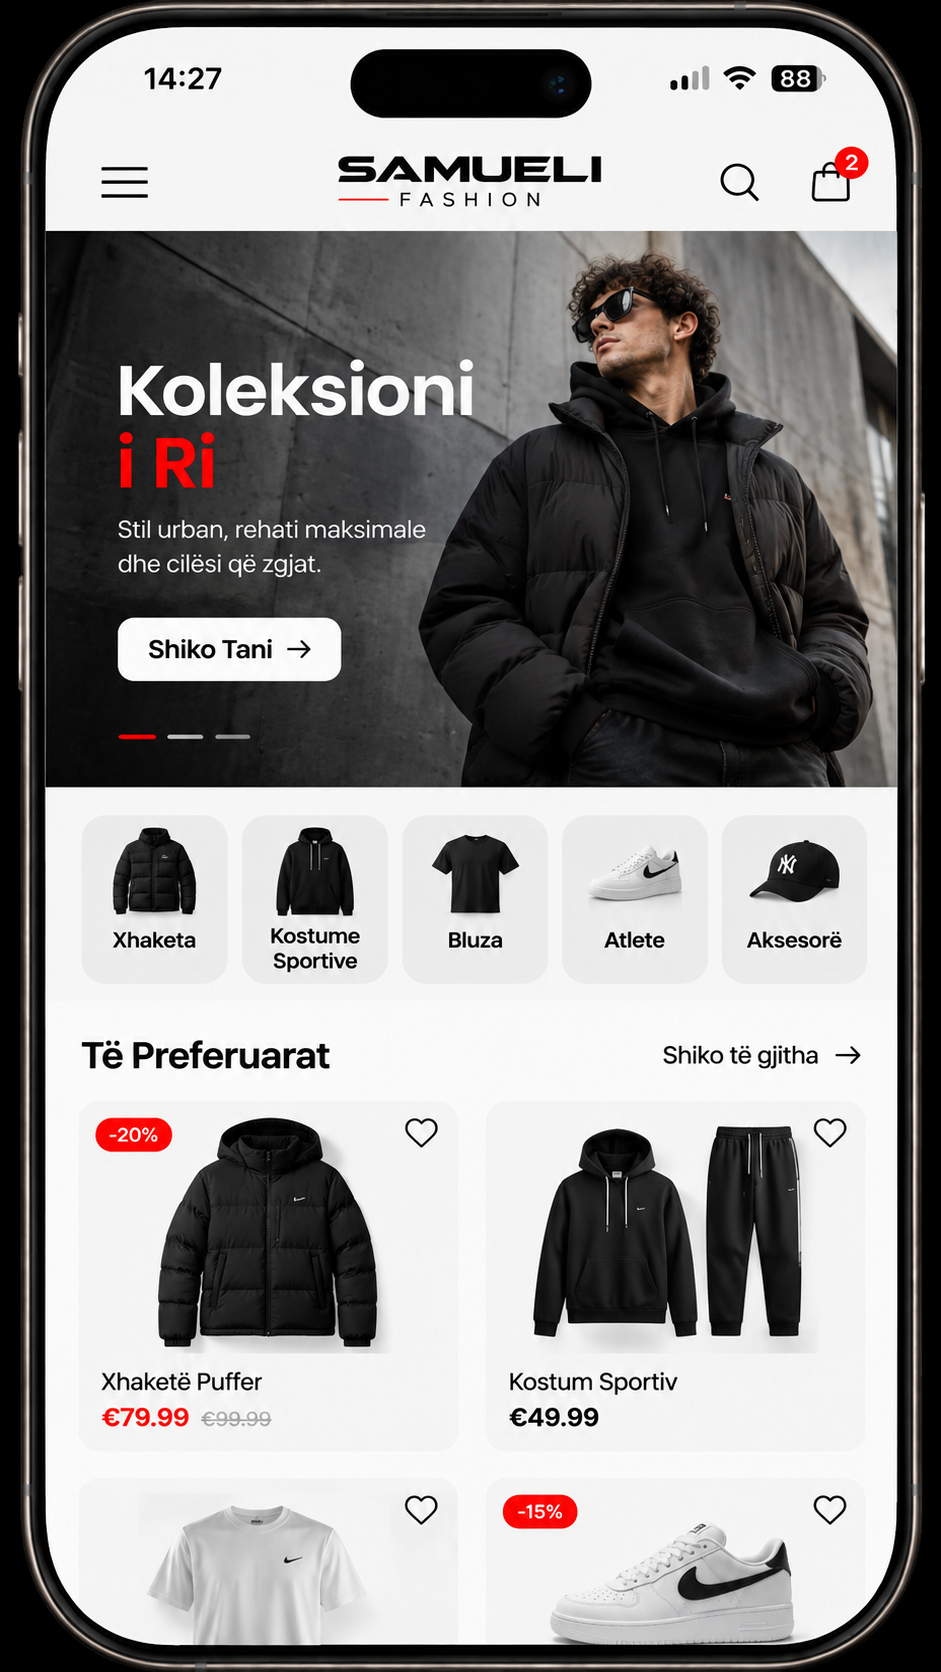 14:27
88
SAMUELI
FASHION
2
Koleksioni
i Ri
Stil urban, rehati maksimale
dhe cilësi që zgjat.
Shiko Tani →
NY
Xhaketa
Kostume
Sportive
Bluza
Atlete
Aksesorë
Të Preferuarat
Shiko të gjitha →
-20%
Xhaketë Puffer
€79.99 €99.99
Kostum Sportiv
€49.99
-15%